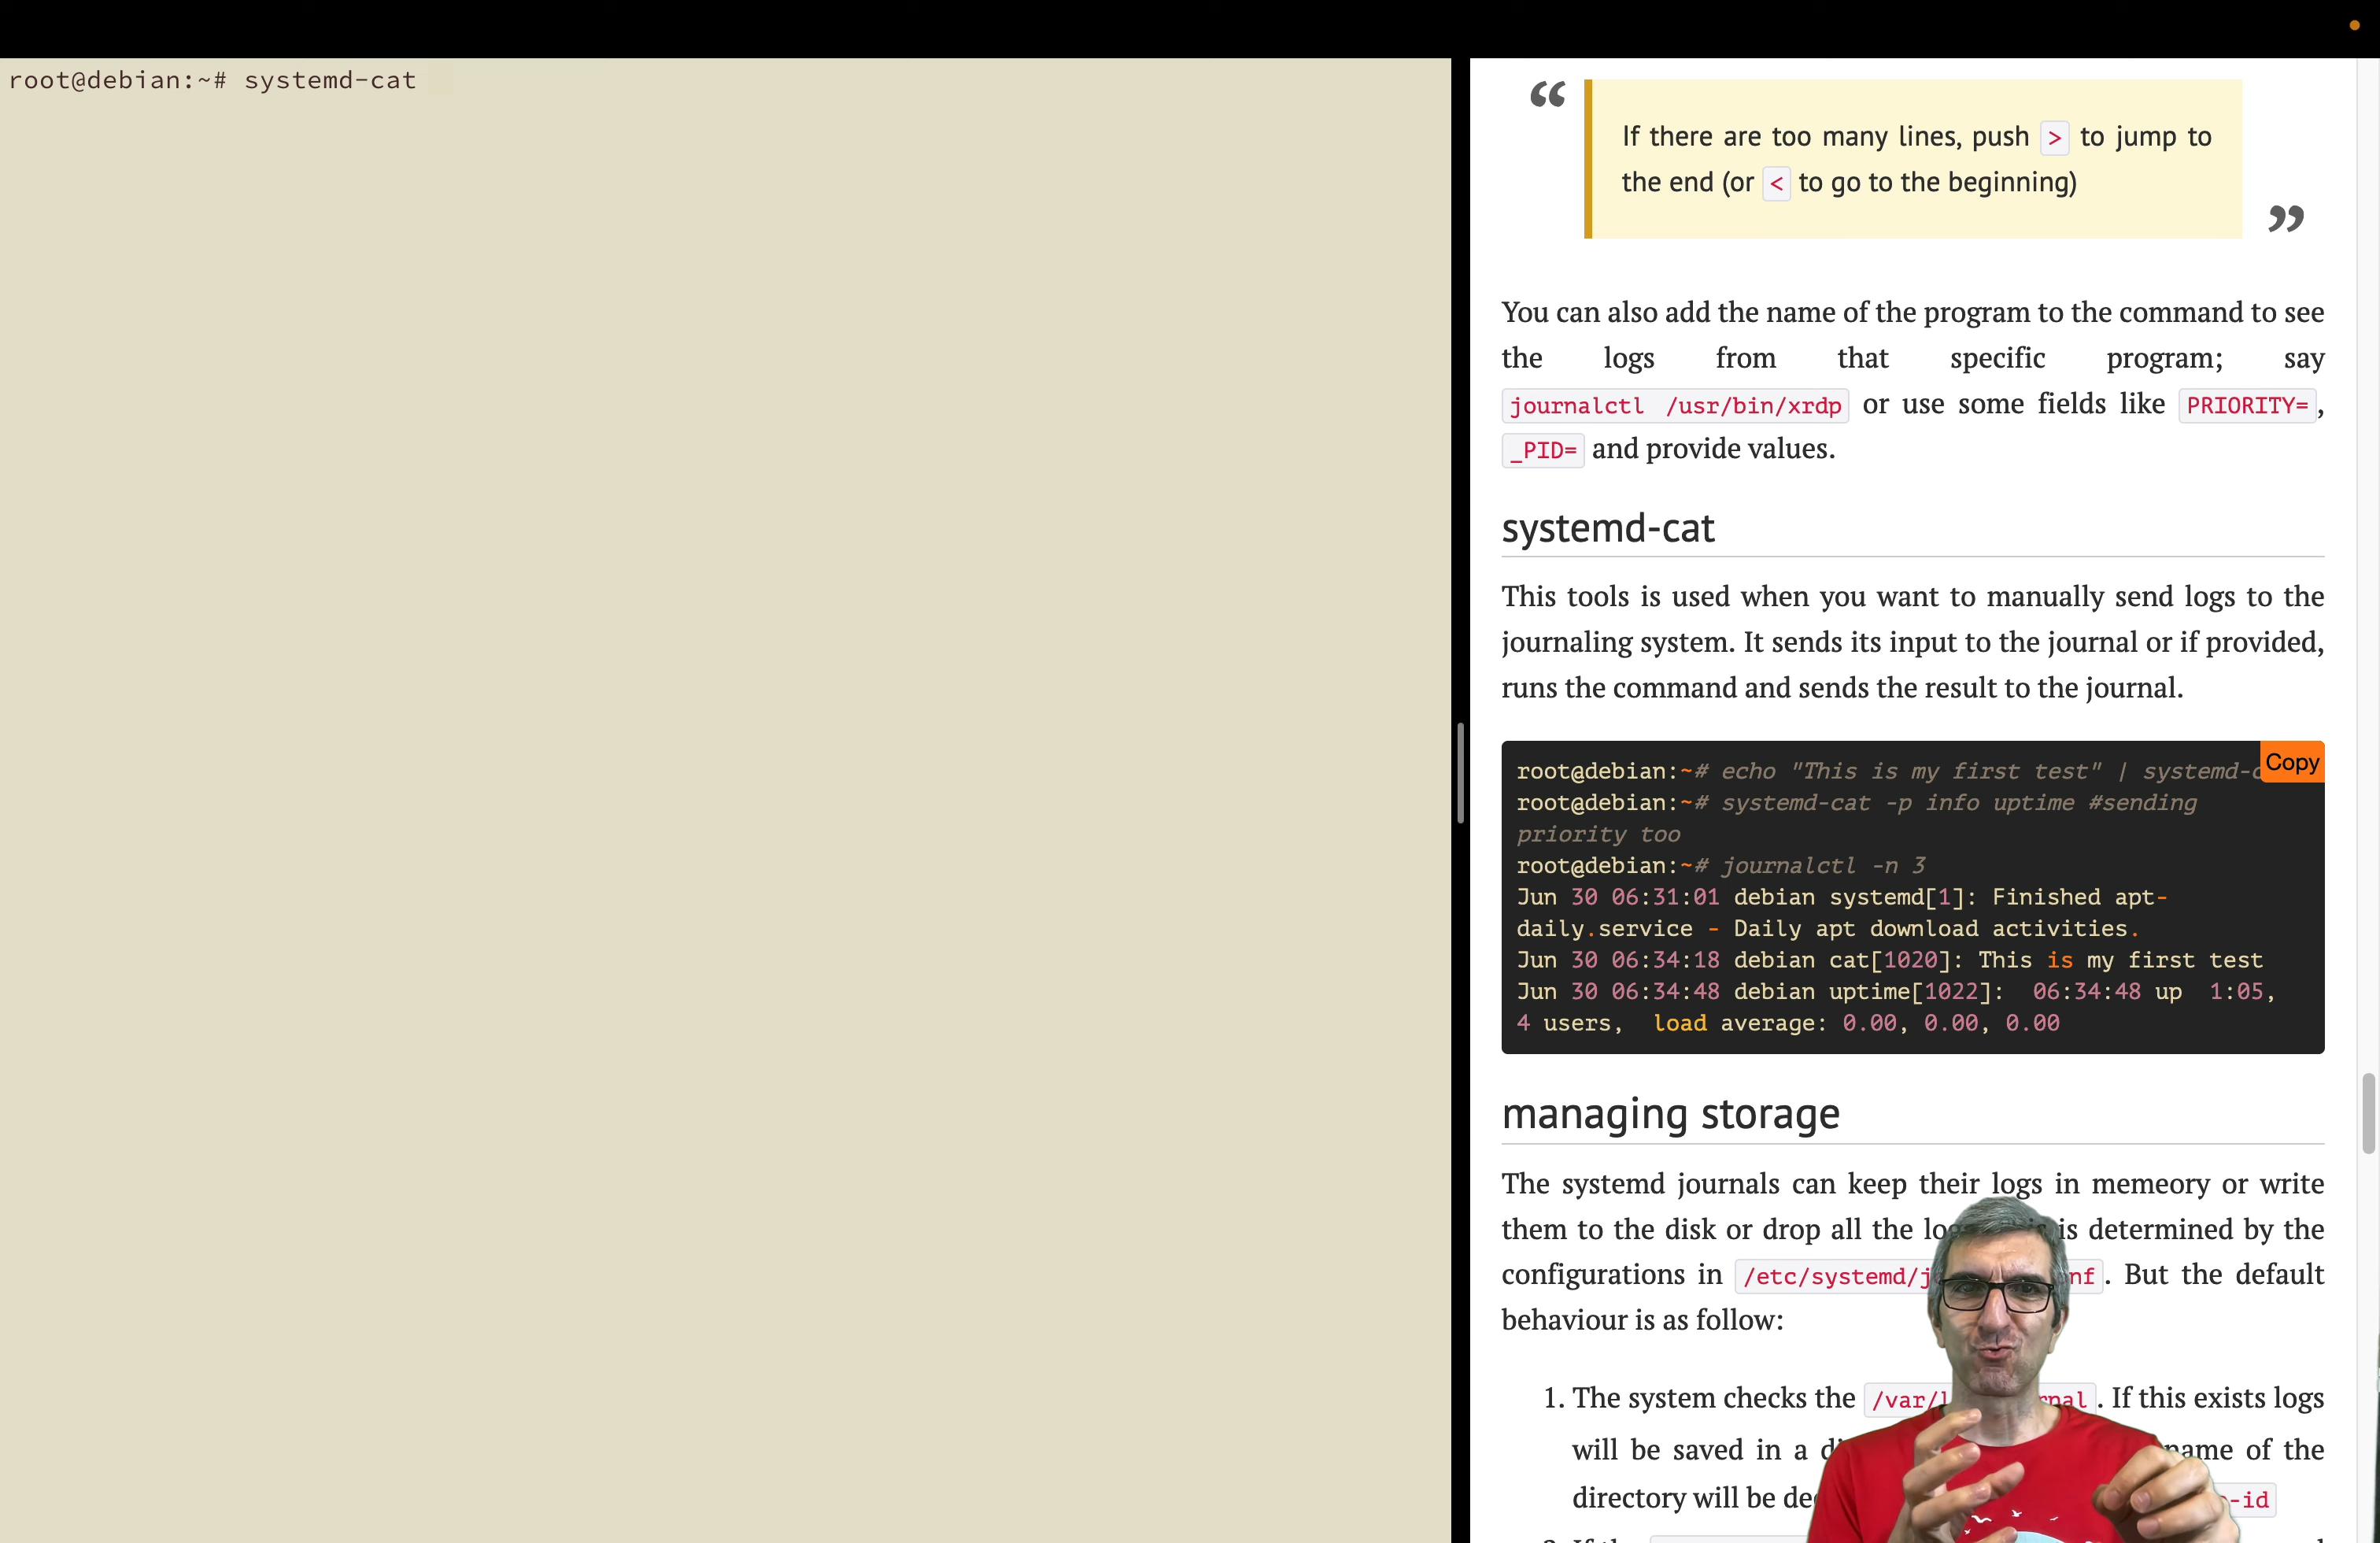 root@debian:~# systemd-cat
“
If there are too many lines, push > to jump to
the end (or < to go to the beginning)
”
You can also add the name of the program to the command to see
the logs from that specific program; say
journalctl /usr/bin/xrdp or use some fields like PRIORITY= ,
_PID= and provide values.
systemd-cat
This tools is used when you want to manually send logs to the
journaling system. It sends its input to the journal or if provided,
runs the command and sends the result to the journal.
Copy
root@debian:~# echo "This is my first test" | systemd-c
root@debian:~# systemd-cat -p info uptime #sending
priority too
root@debian:~# journalctl -n 3
Jun 30 06:31:01 debian systemd[1]: Finished apt-
daily.service - Daily apt download activities.
Jun 30 06:34:18 debian cat[1020]: This is my first test
Jun 30 06:34:48 debian uptime[1022]:  06:34:48 up  1:05,
4 users,  load average: 0.00, 0.00, 0.00
managing storage
The systemd journals can keep their logs in memeory or write
them to the disk or drop all the is determined by the
configurations in /etc/systemd/j nf . But the default
behaviour is as follow:
1. The system checks the /var/ rnal . If this exists logs
will be saved in a name of the
directory will be -id